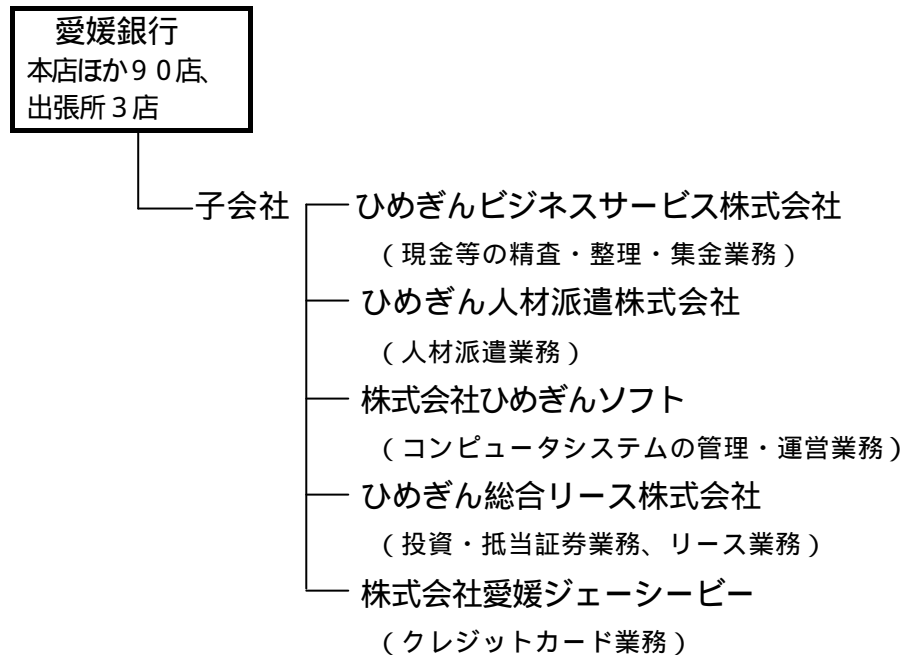 愛媛銀行
本店ほか90店、
出張所3店
子会社
ひめぎんビジネスサービス株式会社
(現金等の精査・整理・集金業務)
ひめぎん人材派遣株式会社
(人材派遣業務)
株式会社ひめぎんソフト
(コンピュータシステムの管理・運営業務)
ひめぎん総合リース株式会社
(投資・抵当証券業務、リース業務)
株式会社愛媛ジェーシービー
(クレジットカード業務)